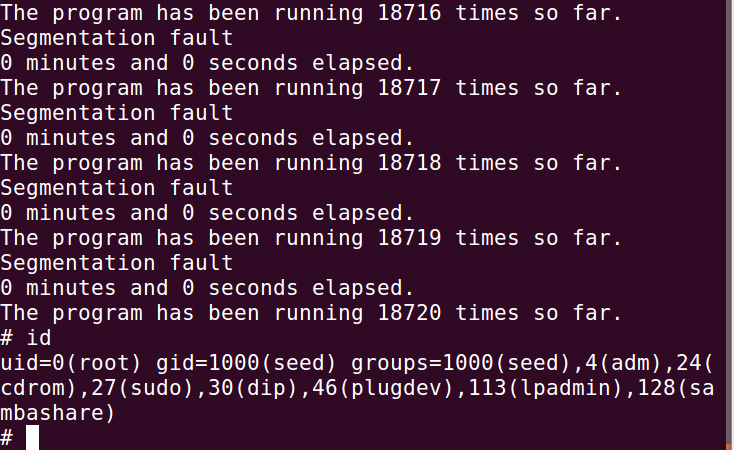 The program has been running 18716 times so far.
Segmentation fault
0 minutes and 0 seconds elapsed.
The program has been running 18717 times so far.
Segmentation fault
0 minutes and 0 seconds elapsed.
The program has been running 18718 times so far.
Segmentation fault
0 minutes and 0 seconds elapsed.
The program has been running 18719 times so far.
Segmentation fault
0 minutes and 0 seconds elapsed.
The program has been running 18720 times so far.
# id
uid=0(root) gid=1000(seed) groups=1000(seed),4(adm),24(
cdrom),27(sudo),30(dip),46(plugdev),113(lpadmin),128(sa
mbashare)
#